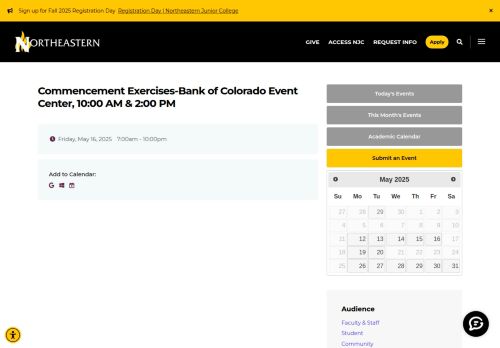 Sign up for Fall 2025 Registration Day Registration Day | Northeastern Junior College ×
NORTHEASTERN
GIVE ACCESS NJC REQUEST INFO Apply
Commencement Exercises-Bank of Colorado Event
Center, 10:00 AM & 2:00 PM
Friday, May 16, 2025 7:00am - 10:00pm
Add to Calendar:
Today's Events
This Month's Events
Academic Calendar
Submit an Event
May 2025
Su Mo Tu We Th Fr Sa
27 28 29 30 1 2 3
4 5 6 7 8 9 10
11 12 13 14 15 16 17
18 19 20 21 22 23 24
25 26 27 28 29 30 31
Audience
Faculty & Staff
Student
Community